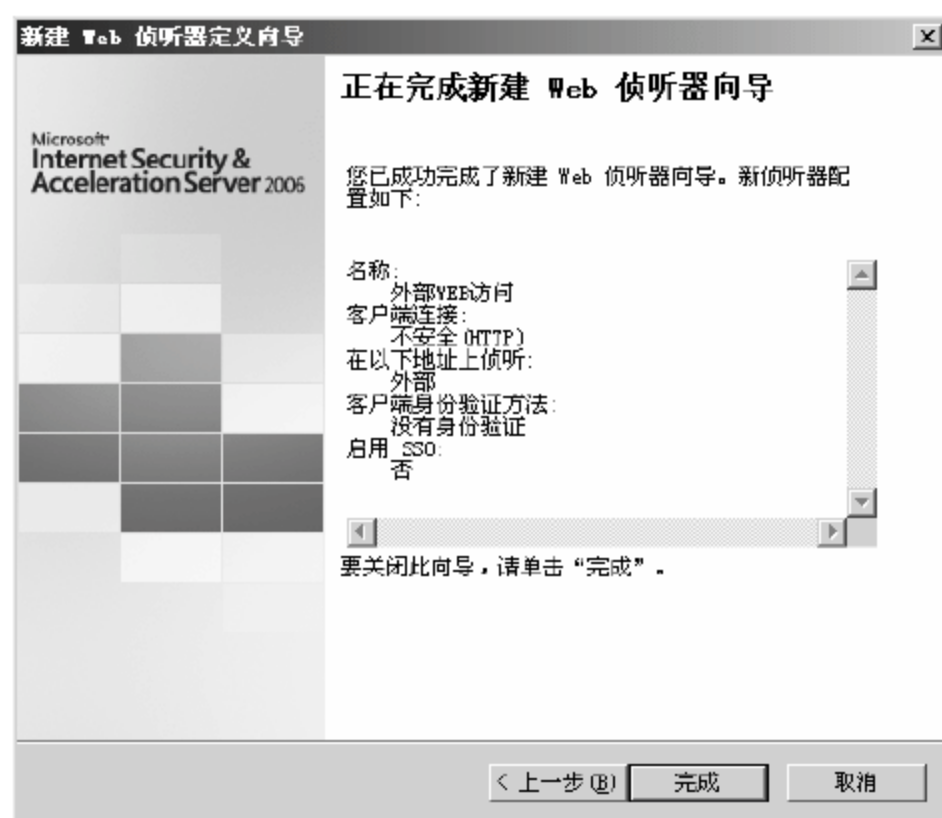 新建 Web 侦听器定义向导
Microsoft
Internet Security &
Acceleration Server 2006
正在完成新建 Web 侦听器向导
您已成功完成了新建 Web 侦听器向导。新侦听器配
置如下:
名称:
外部WEB访问
客户端连接:
不安全(HTTP)
在以下地址上侦听:
外部
客户端身份验证方法:
没有身份验证
启用 SSO:
否
要关闭此向导,请单击“完成”。
< 上一步(B)
完成
取消